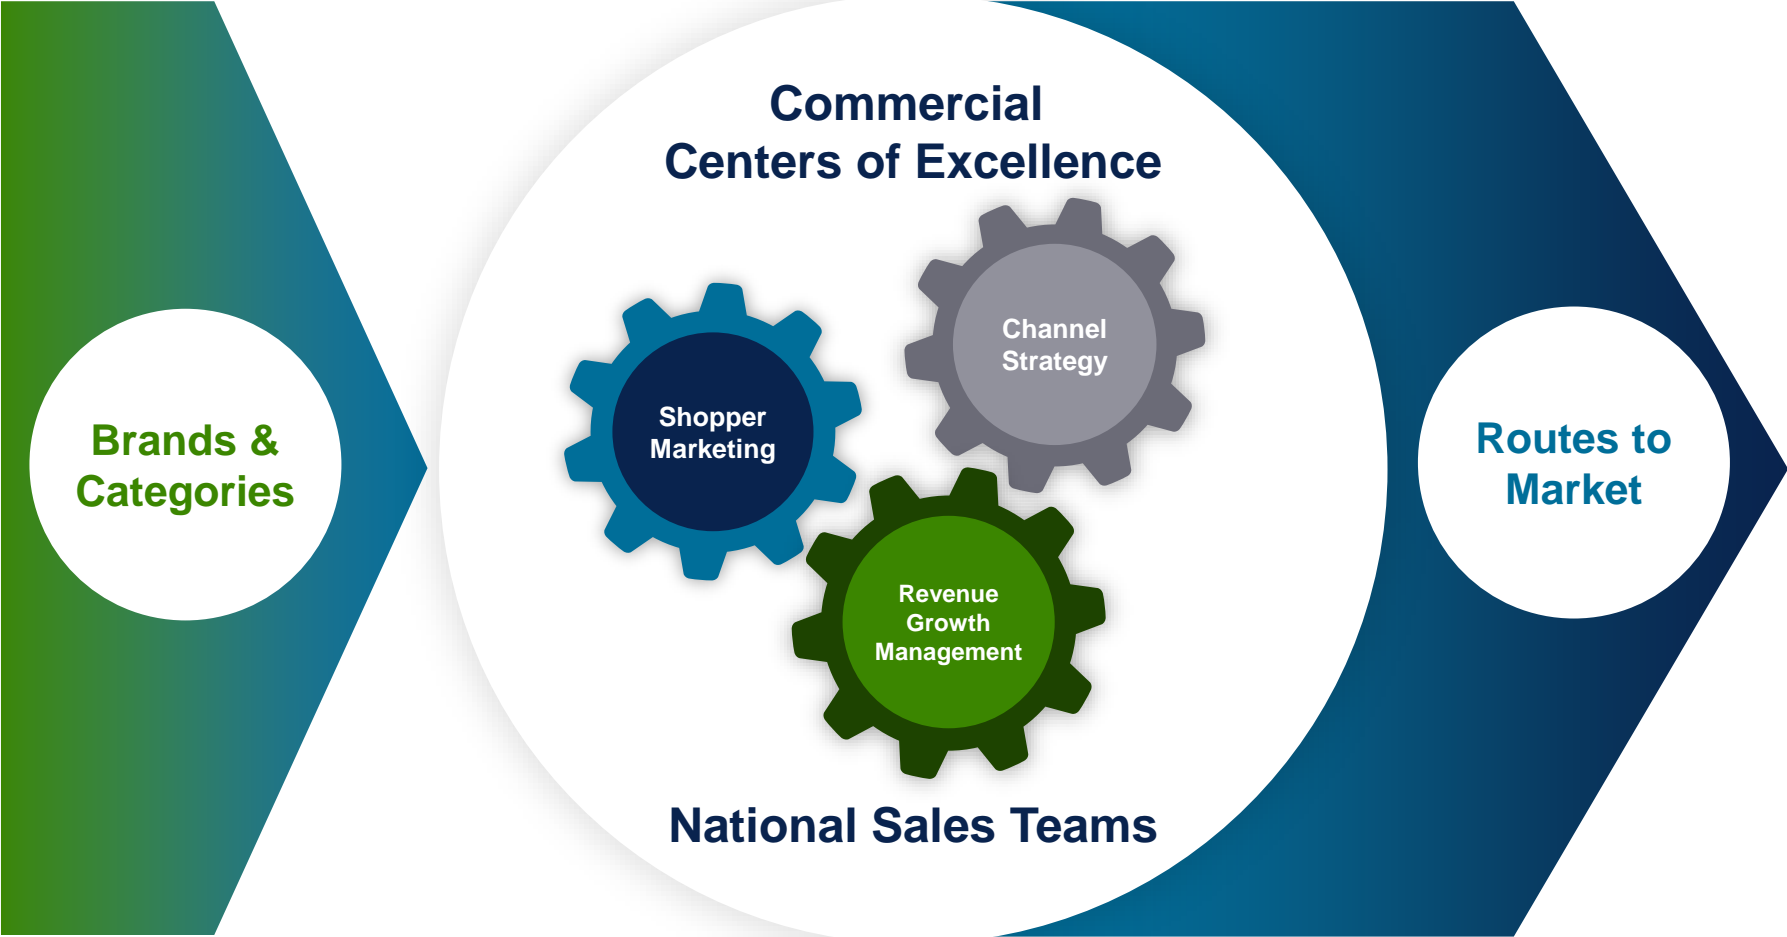 Commercial
Centers of Excellence
Channel
Strategy
Shopper
Marketing
Brands &
Categories
Routes to
Market
Revenue
Growth
Management
National Sales Teams